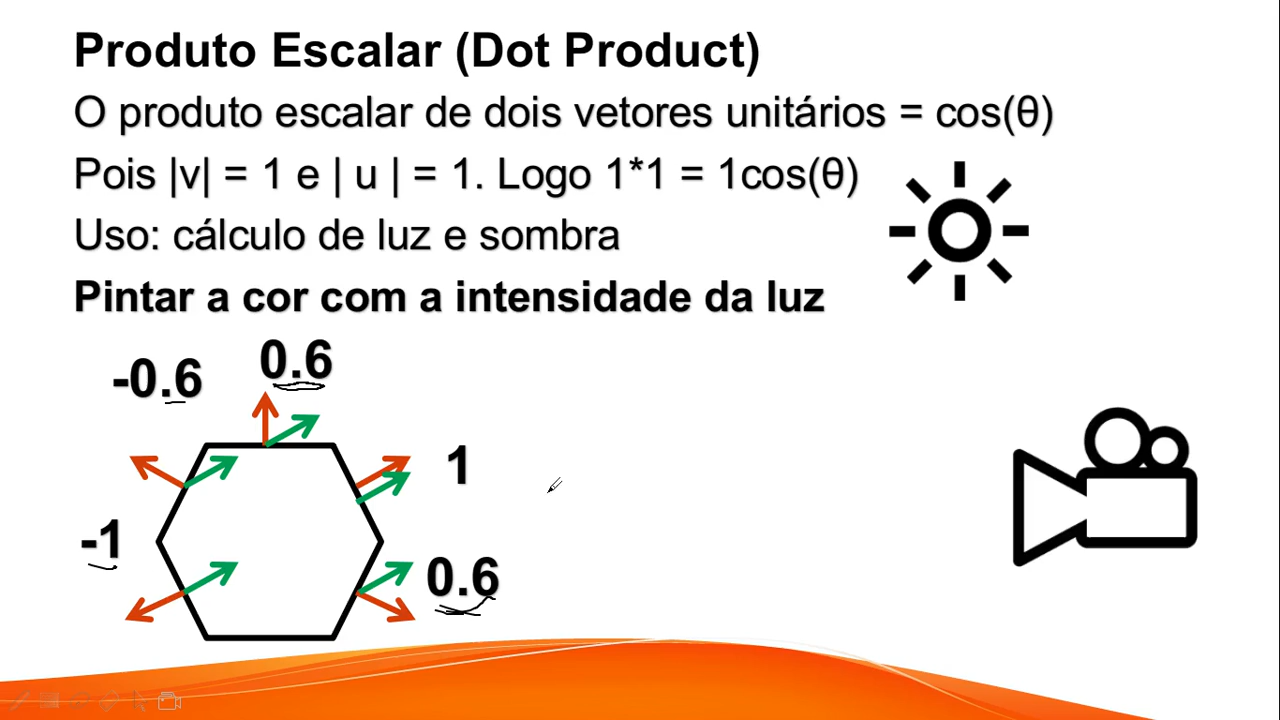 Produto Escalar (Dot Product)
O produto escalar de dois vetores unitários = cos(θ)
Pois |v| = 1 e | u | = 1. Logo 1*1 = 1cos(θ)
Uso: cálculo de luz e sombra
Pintar a cor com a intensidade da luz
-0.6
0.6
1
-1
0.6